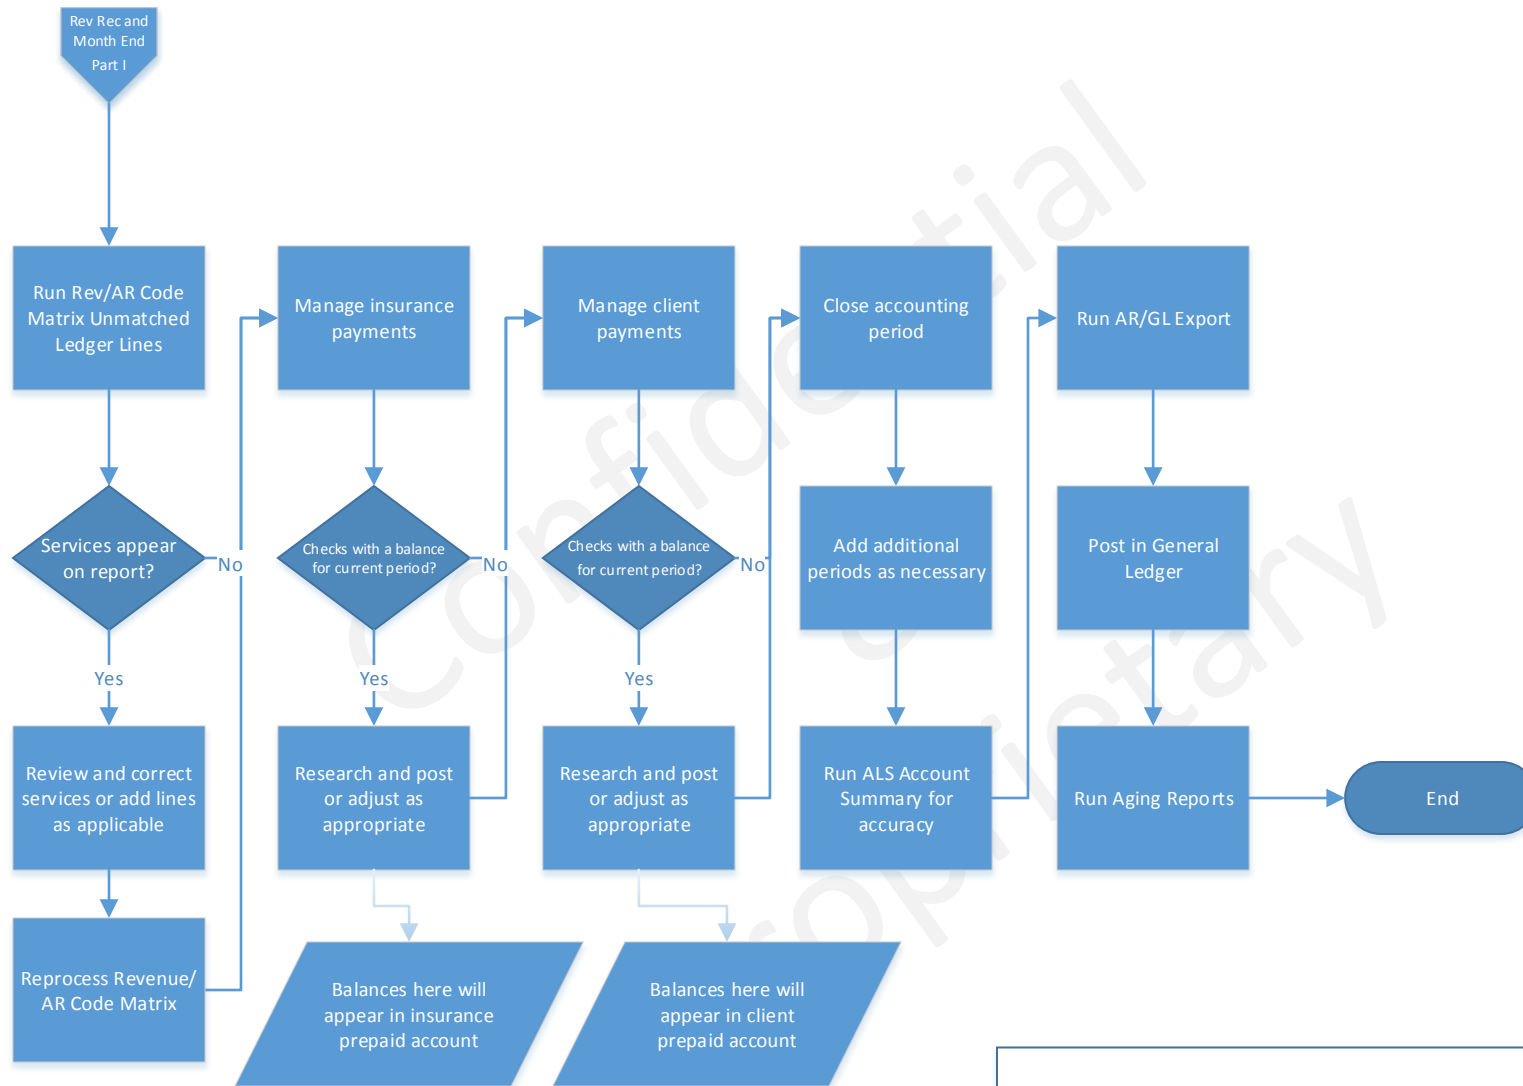 Rev Rec and
Month End
Part I
Run Rev/AR Code
Matrix Unmatched
Ledger Lines
Manage insurance
payments
Manage client
payments
Close accounting
period
Run AR/GL Export
Services appear
on report?
No
Checks with a balance
for current period?
No
Checks with a balance
for current period?
No
Add additional
periods as necessary
Post in General
Ledger
Yes
Yes
Yes
Review and correct
services or add lines
as applicable
Research and post
or adjust as
appropriate
Research and post
or adjust as
appropriate
Run ALS Account
Summary for
accuracy
Run Aging Reports
End
Reprocess Revenue/
AR Code Matrix
Balances here will
appear in insurance
prepaid account
Balances here will
appear in client
prepaid account
Confidential